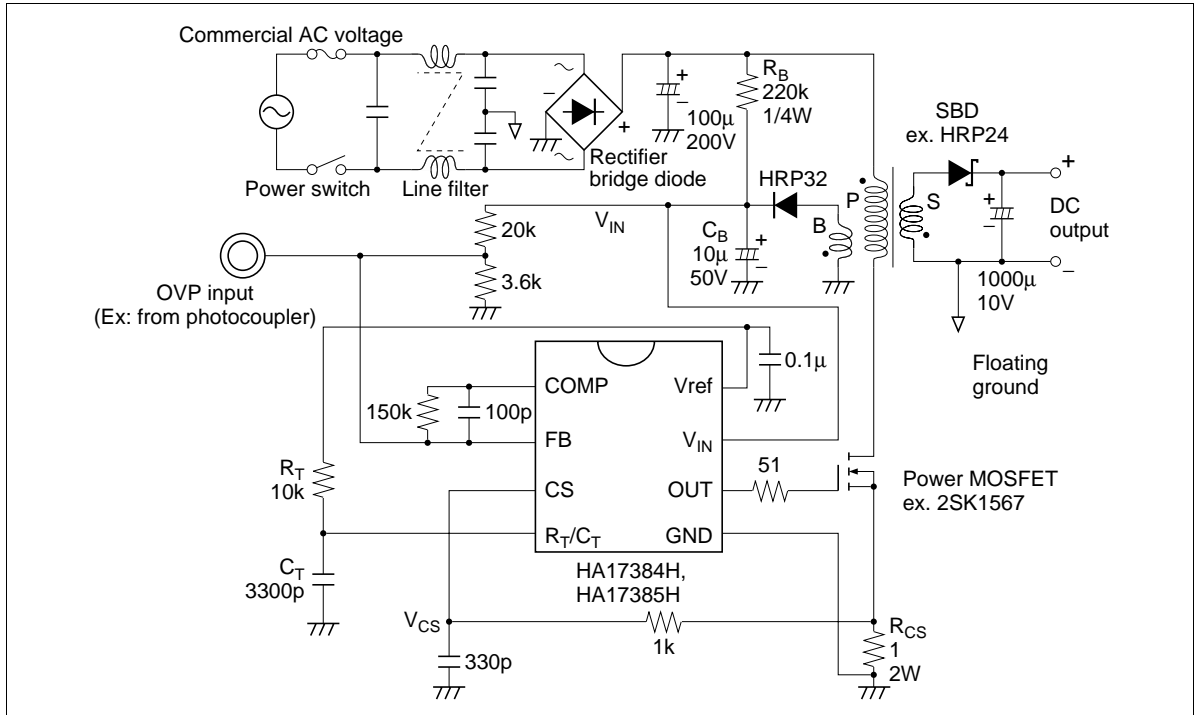 Commercial AC voltage
Power switch
Line filter
Rectifier
bridge diode
−
+
100µ
200V
+
−
R_B
220k
1/4W
SBD
ex. HRP24
HRP32
P
S
B
+
−
DC
output
+
−
1000µ
10V
Floating
ground
V_IN
C_B
10µ
50V
+
−
20k
3.6k
OVP input
(Ex: from photocoupler)
0.1µ
150k
100p
COMP
FB
CS
R_T/C_T
Vref
V_IN
OUT
GND
HA17384H,
HA17385H
R_T
10k
C_T
3300p
51
Power MOSFET
ex. 2SK1567
V_CS
330p
1k
R_CS
1
2W